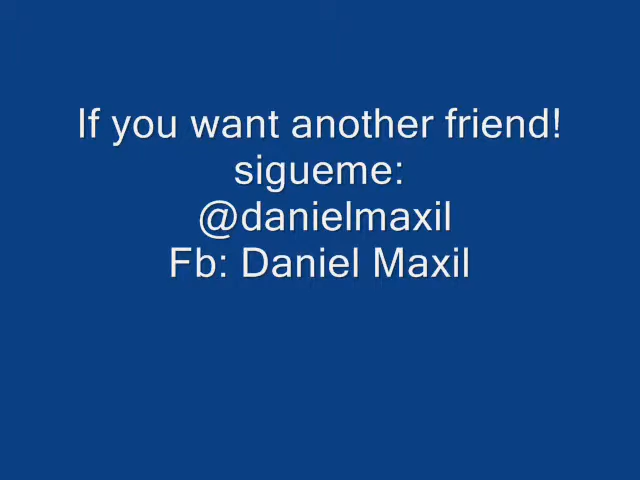 If you want another friend!
sigueme:
@danielmaxil
Fb: Daniel Maxil